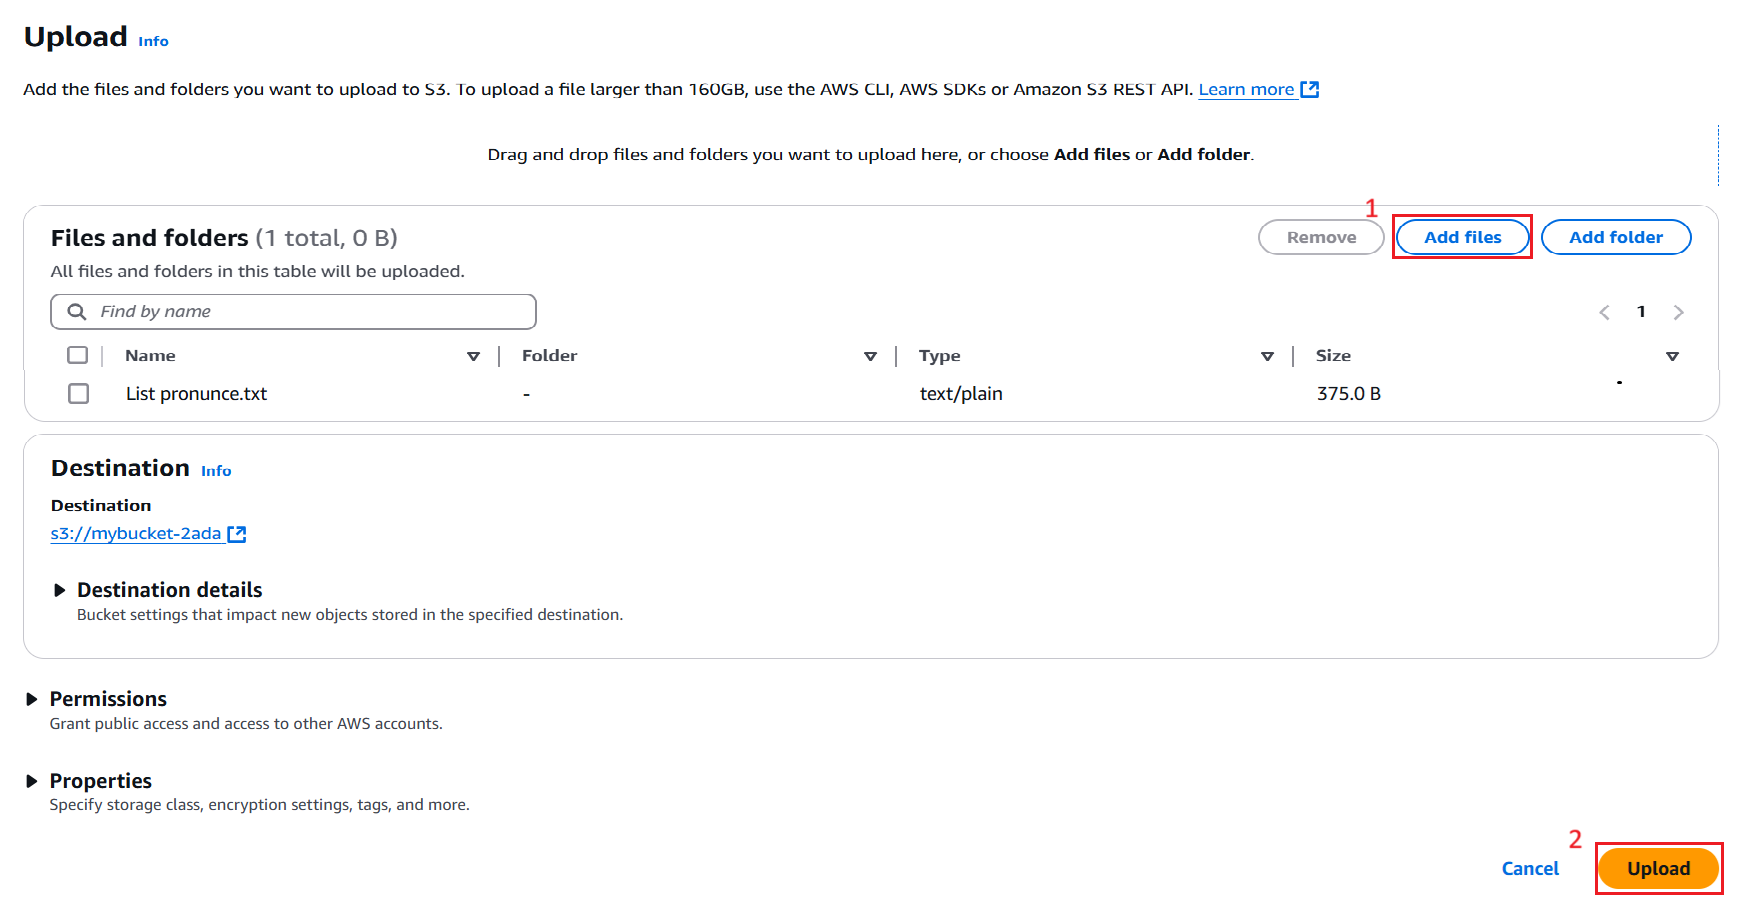 Upload Info
Add the files and folders you want to upload to S3. To upload a file larger than 160GB, use the AWS CLI, AWS SDKs or Amazon S3 REST API. Learn more
Drag and drop files and folders you want to upload here, or choose Add files or Add folder.
1
Files and folders (1 total, 0 B) Remove Add files Add folder
All files and folders in this table will be uploaded.
Find by name 1
Name Folder Type Size
List pronunce.txt - text/plain 375.0 B
Destination Info
Destination
s3://mybucket-2ada
Destination details
Bucket settings that impact new objects stored in the specified destination.
Permissions
Grant public access and access to other AWS accounts.
Properties
Specify storage class, encryption settings, tags, and more.
2
Cancel Upload